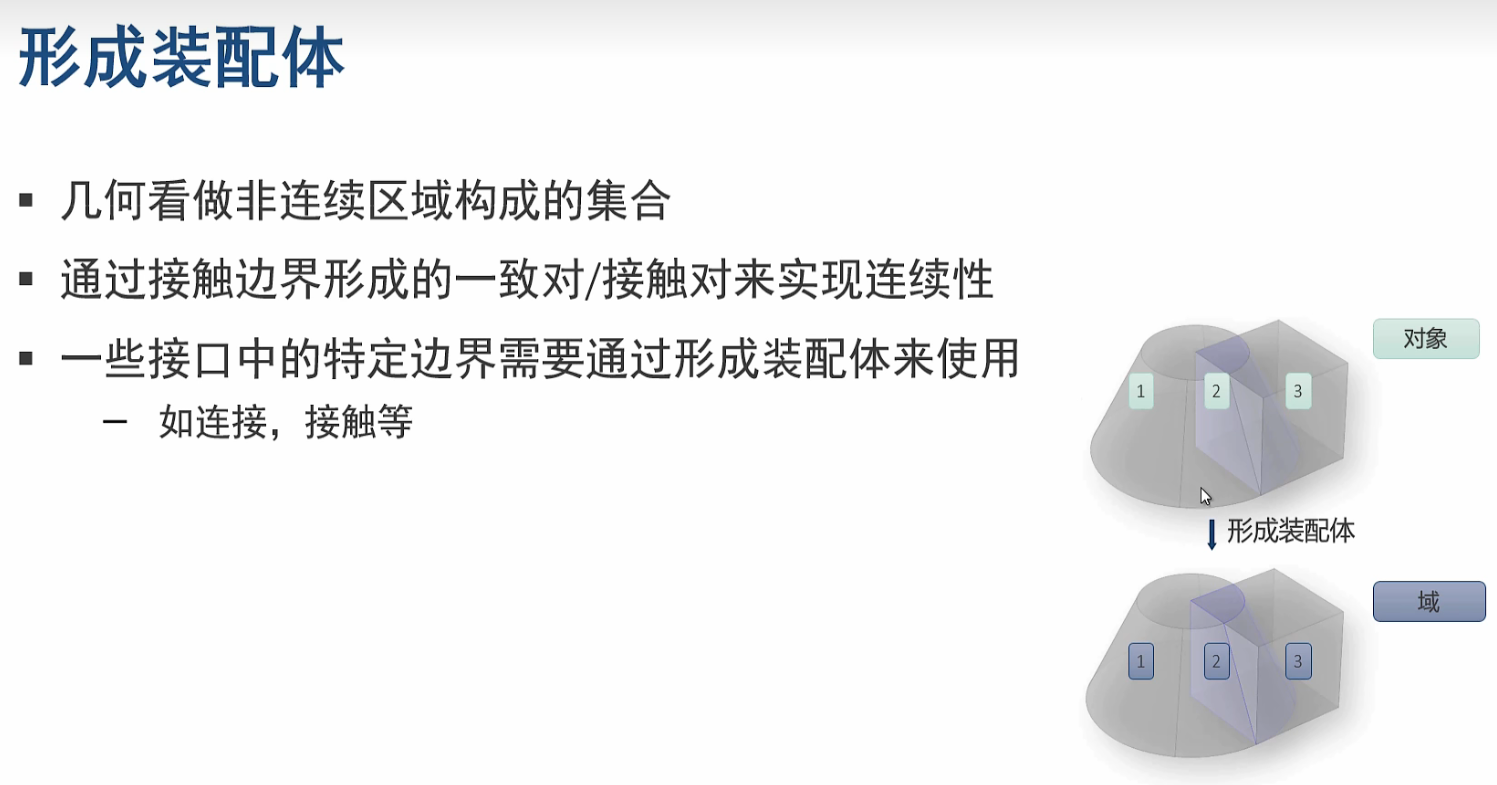 形成装配体
▪ 几何看做非连续区域构成的集合
▪ 通过接触边界形成的一致对/接触对来实现连续性
▪ 一些接口中的特定边界需要通过形成装配体来使用
– 如连接，接触等
对象
1 2 3
形成装配体
域
1 2 3